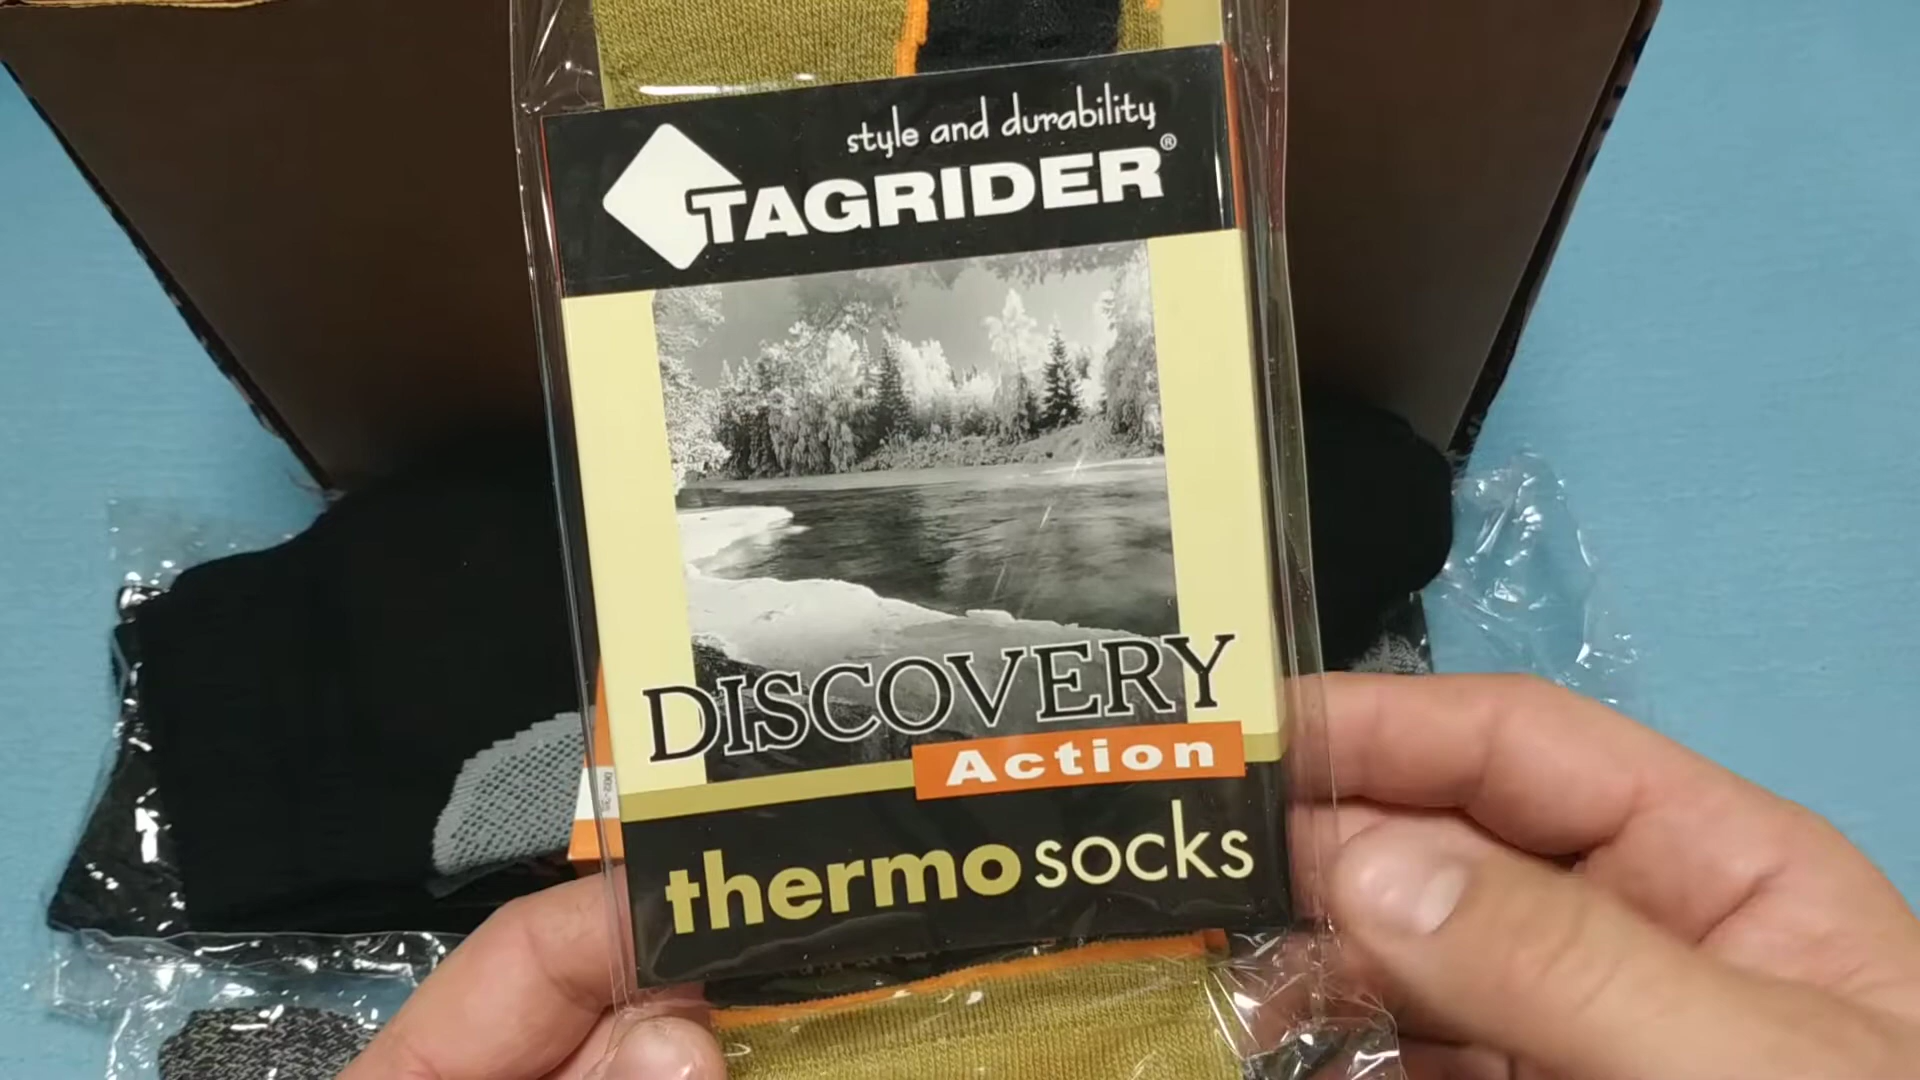 style and durability
TAGRIDER®
DISCOVERY
Action
thermo socks